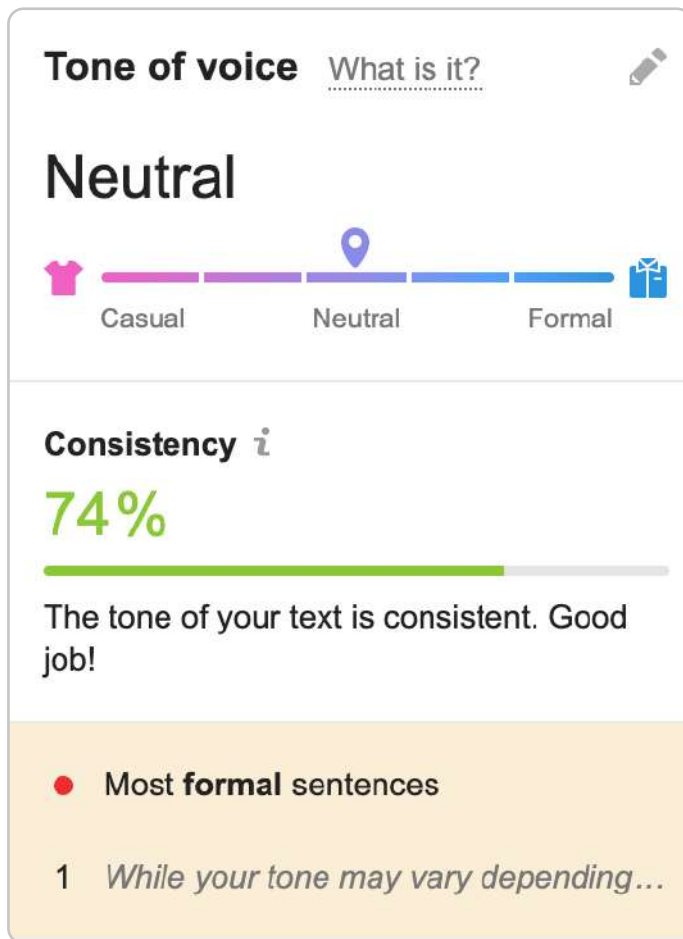 Tone of voice What is it?
Neutral
Casual Neutral Formal
Consistency i
74%
The tone of your text is consistent. Good
job!
Most formal sentences
1 While your tone may vary depending...